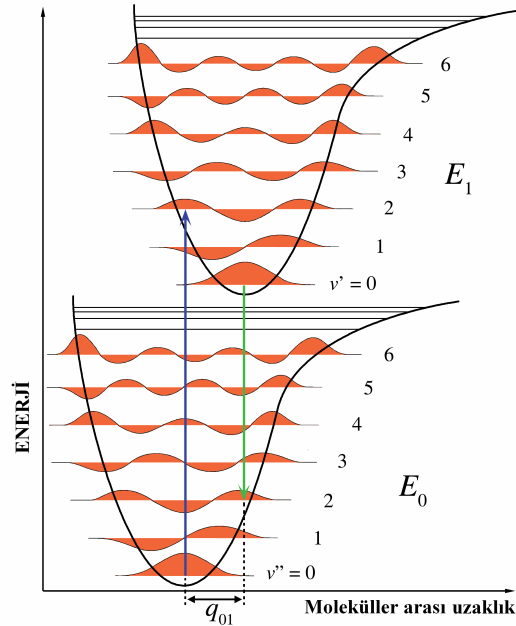 6
5
4
3
E₁
2
1
v' = 0
6
5
4
3
E₀
2
1
v'' = 0
q₀₁
ENERJİ
Moleküller arası uzaklık